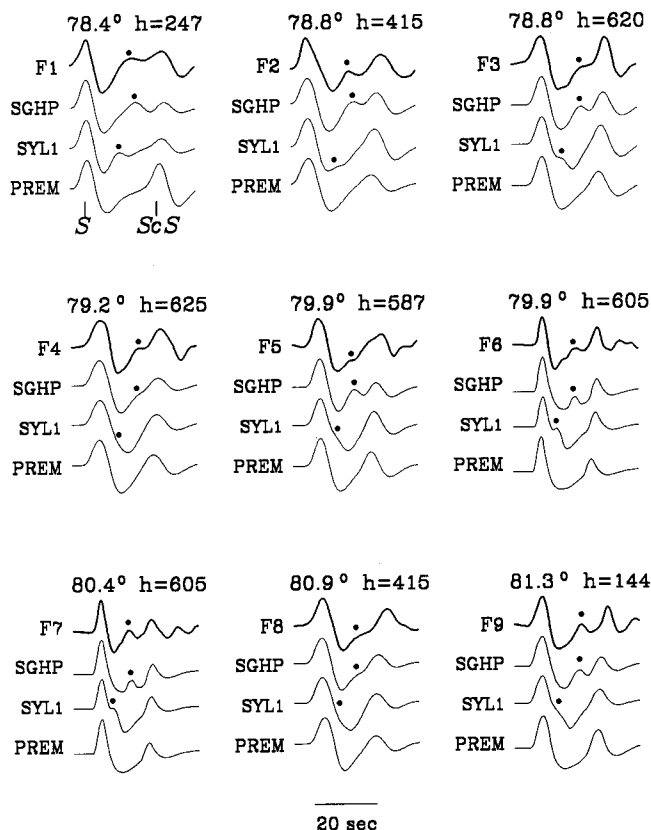 78.4° h=247
78.8° h=415
78.8° h=620
F1
SGHP
SYL1
PREM
S
ScS
F2
SGHP
SYL1
PREM
F3
SGHP
SYL1
PREM
79.2° h=625
79.9° h=587
79.9° h=605
F4
SGHP
SYL1
PREM
F5
SGHP
SYL1
PREM
F6
SGHP
SYL1
PREM
80.4° h=605
80.9° h=415
81.3° h=144
F7
SGHP
SYL1
PREM
F8
SGHP
SYL1
PREM
F9
SGHP
SYL1
PREM
20 sec